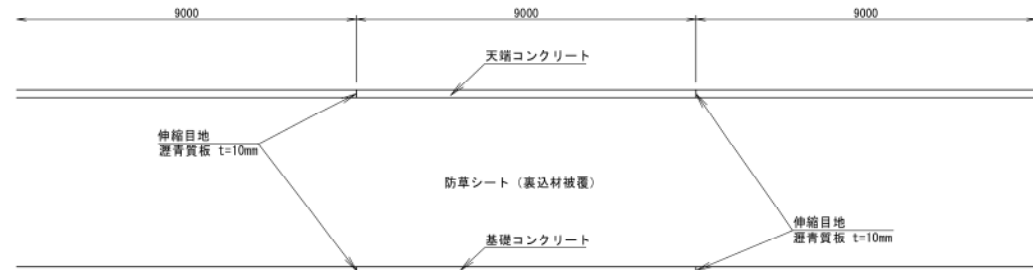 9000
9000
9000
天端コンクリート
伸縮目地
瀝青質板 t=10mm
防草シート（裏込材被覆）
伸縮目地
瀝青質板 t=10mm
基礎コンクリート